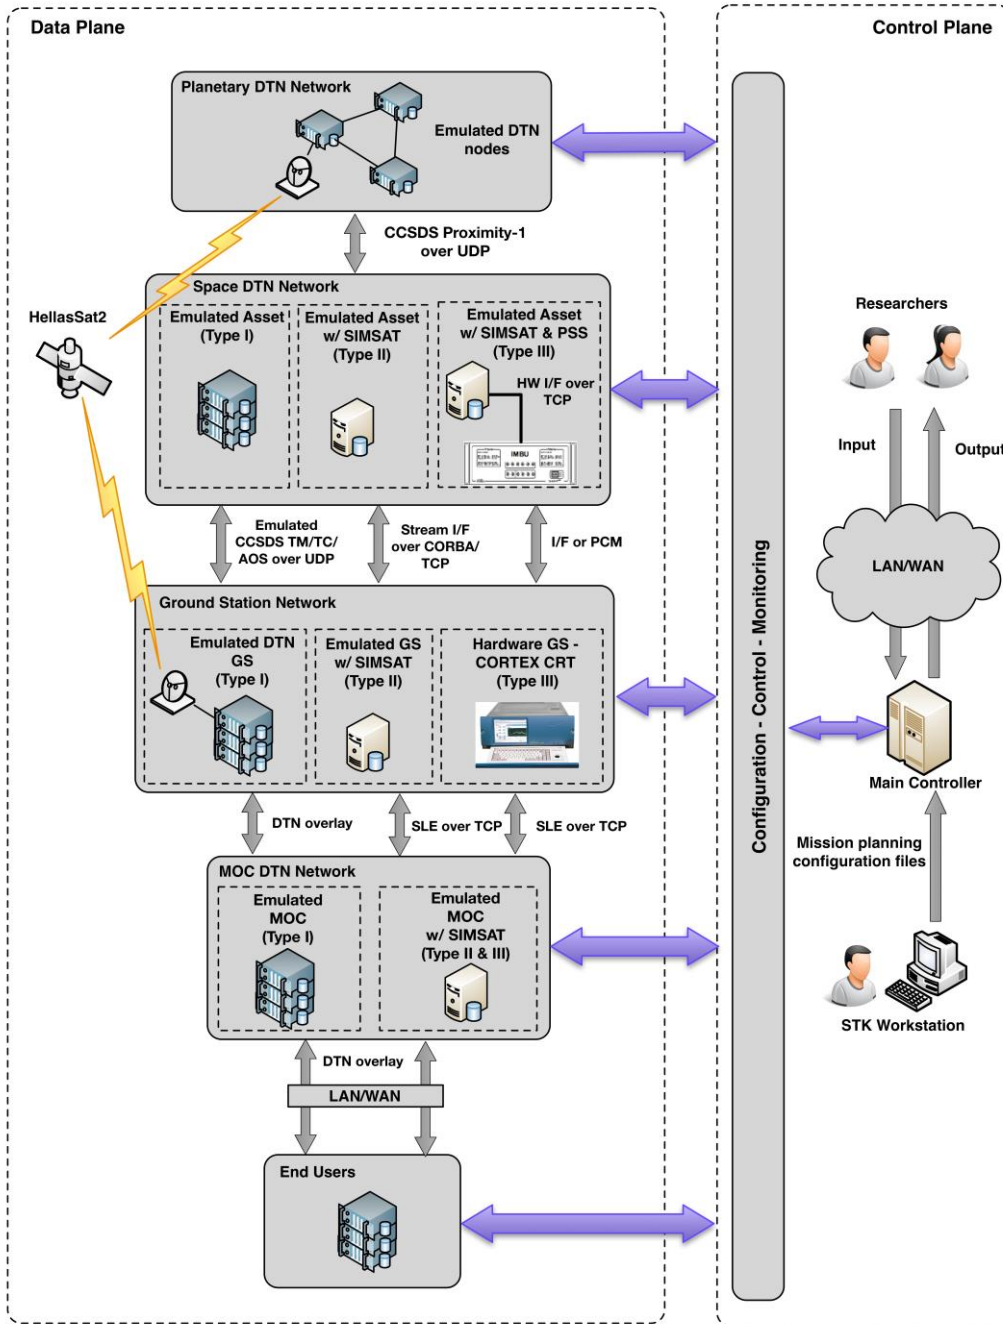 Data Plane
Control Plane
Planetary DTN Network
Emulated DTN
nodes
CCSDS Proximity-1
over UDP
HellasSat2
Space DTN Network
Emulated Asset
(Type I)
Emulated Asset
w/ SIMSAT
(Type II)
Emulated Asset
w/ SIMSAT & PSS
(Type III)
HW I/F over
TCP
IMBU
Emulated
CCSDS TM/TC/
AOS over UDP
Stream I/F
over CORBA/
TCP
I/F or PCM
Ground Station Network
Emulated DTN
GS
(Type I)
Emulated GS
w/ SIMSAT
(Type II)
Hardware GS -
CORTEX CRT
(Type III)
DTN overlay
SLE over TCP
SLE over TCP
MOC DTN Network
Emulated
MOC
(Type I)
Emulated
MOC
w/ SIMSAT
(Type II & III)
DTN overlay
LAN/WAN
End Users
Configuration - Control - Monitoring
Researchers
Input
Output
LAN/WAN
Main Controller
Mission planning
configuration files
STK Workstation